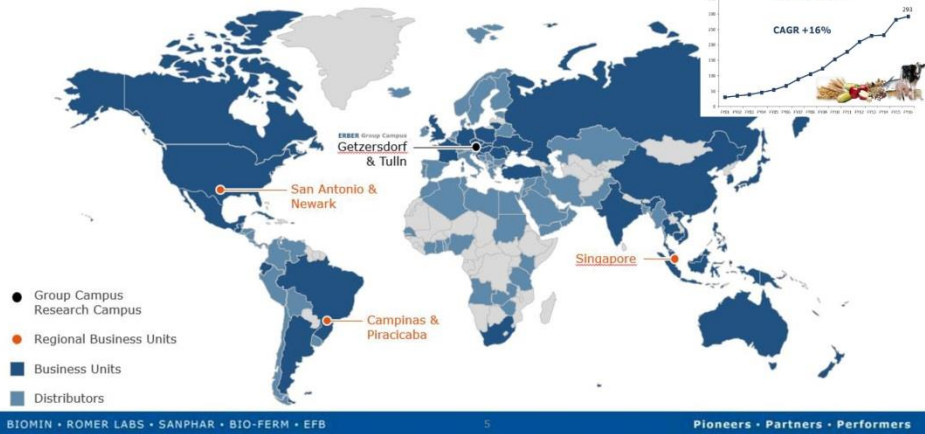 293
CAGR +16%
ERBER Group Campus
Getzersdorf
& Tulln
San Antonio &
Newark
Singapore
Campinas &
Piracicaba
Group Campus
Research Campus
Regional Business Units
Business Units
Distributors
BIOMIN • ROMER LABS • SANPHAR • BIO-FERM • EFB
5
Pioneers • Partners • Performers